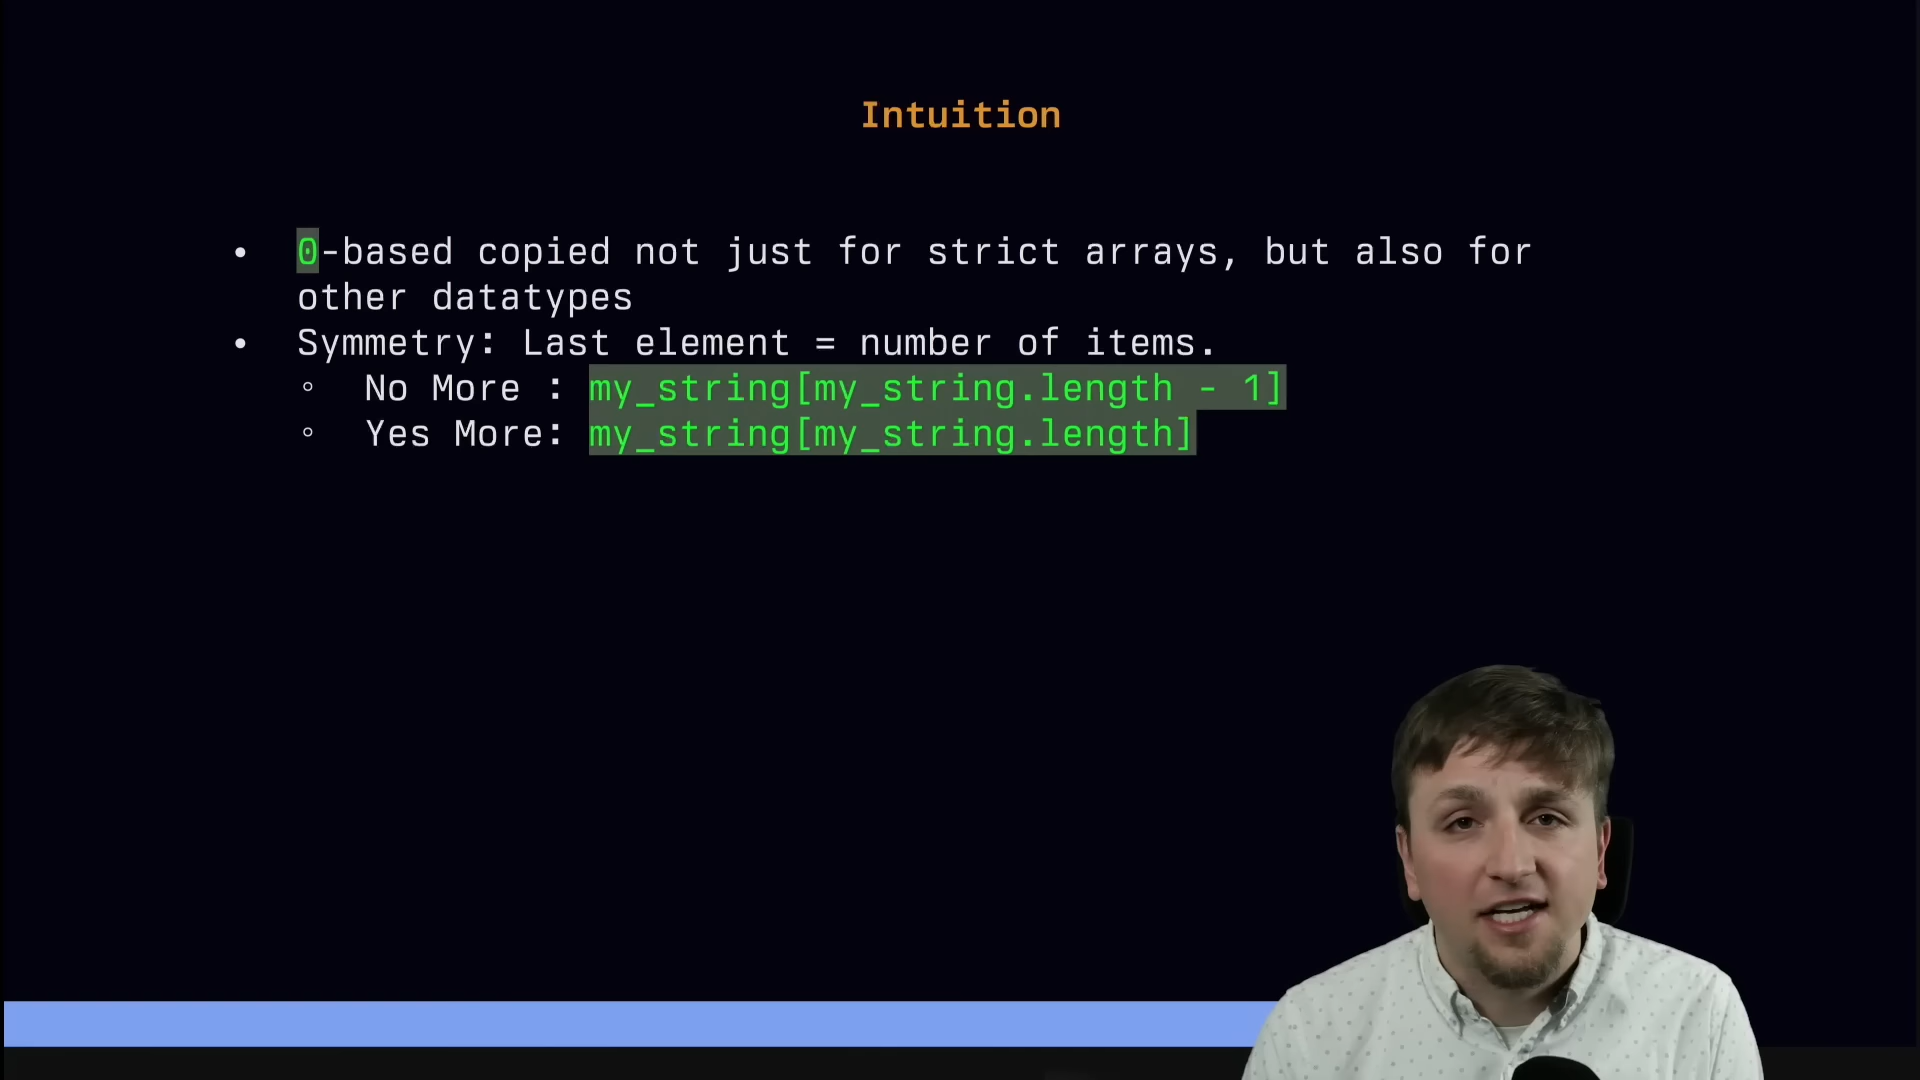 Intuition
• 0-based copied not just for strict arrays, but also for
other datatypes
• Symmetry: Last element = number of items.
◦ No More : my_string[my_string.length - 1]
◦ Yes More: my_string[my_string.length]